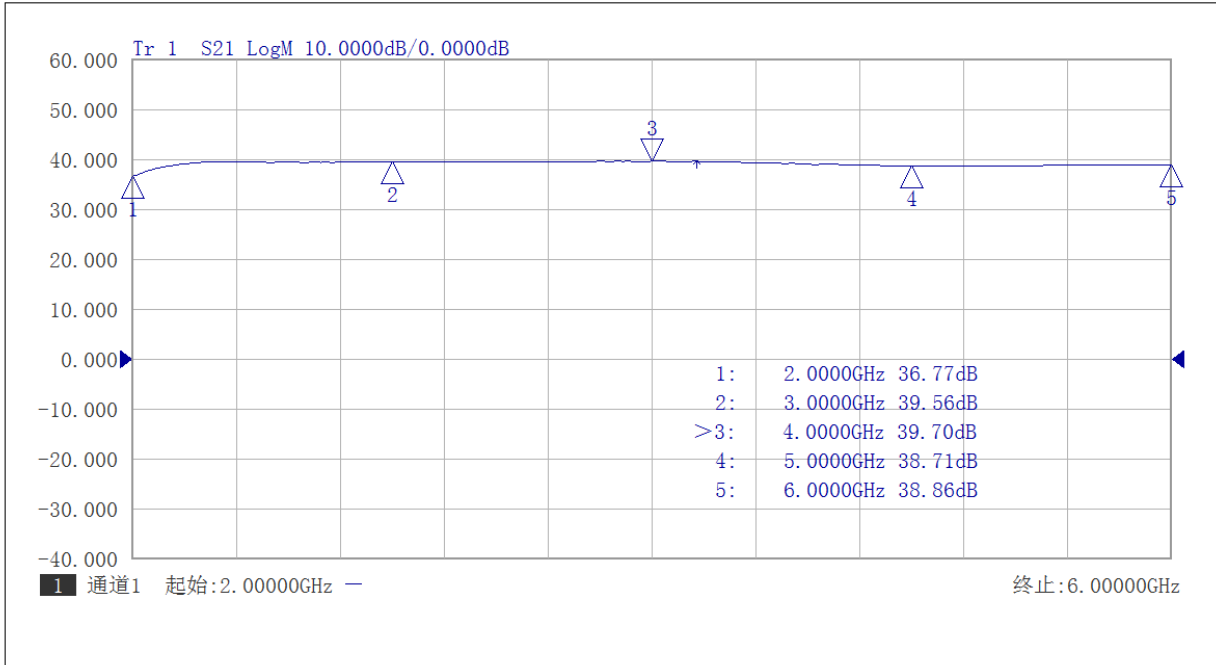 Tr 1 S21 LogM 10.0000dB/0.0000dB
60.000
50.000
40.000
30.000
20.000
10.000
0.000
-10.000
-20.000
-30.000
-40.000
3
1
2
4
5
1: 2.0000GHz 36.77dB
2: 3.0000GHz 39.56dB
>3: 4.0000GHz 39.70dB
4: 5.0000GHz 38.71dB
5: 6.0000GHz 38.86dB
1 通道1 起始:2.00000GHz — 终止:6.00000GHz